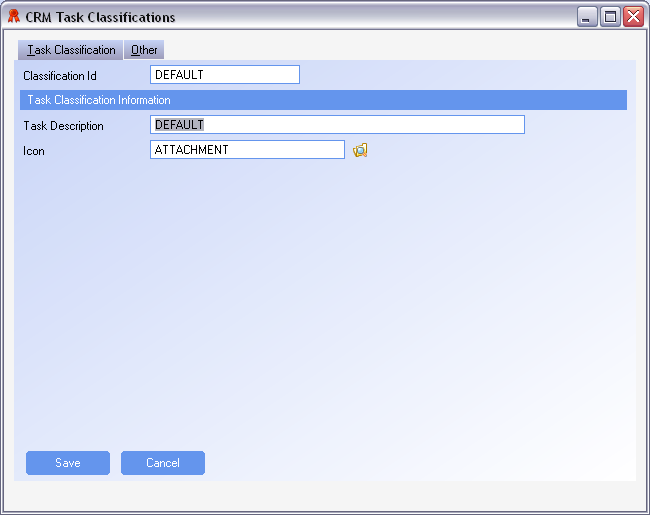 CRM Task Classifications
Task Classification Other
Classification Id DEFAULT
Task Classification Information
Task Description DEFAULT
Icon ATTACHMENT
Save Cancel